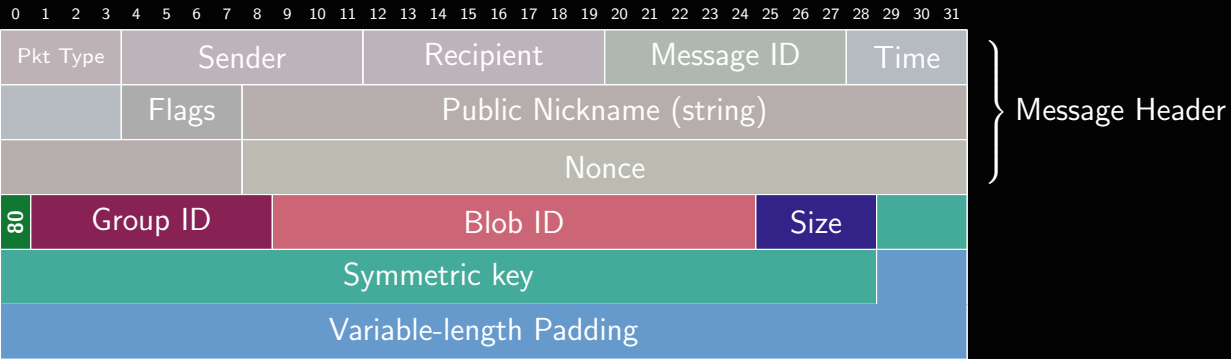 0 1 2 3 4 5 6 7 8 9 10 11 12 13 14 15 16 17 18 19 20 21 22 23 24 25 26 27 28 29 30 31
Pkt Type Sender Recipient Message ID Time
Flags Public Nickname (string) Message Header
Nonce
80 Group ID Blob ID Size
Symmetric key
Variable-length Padding